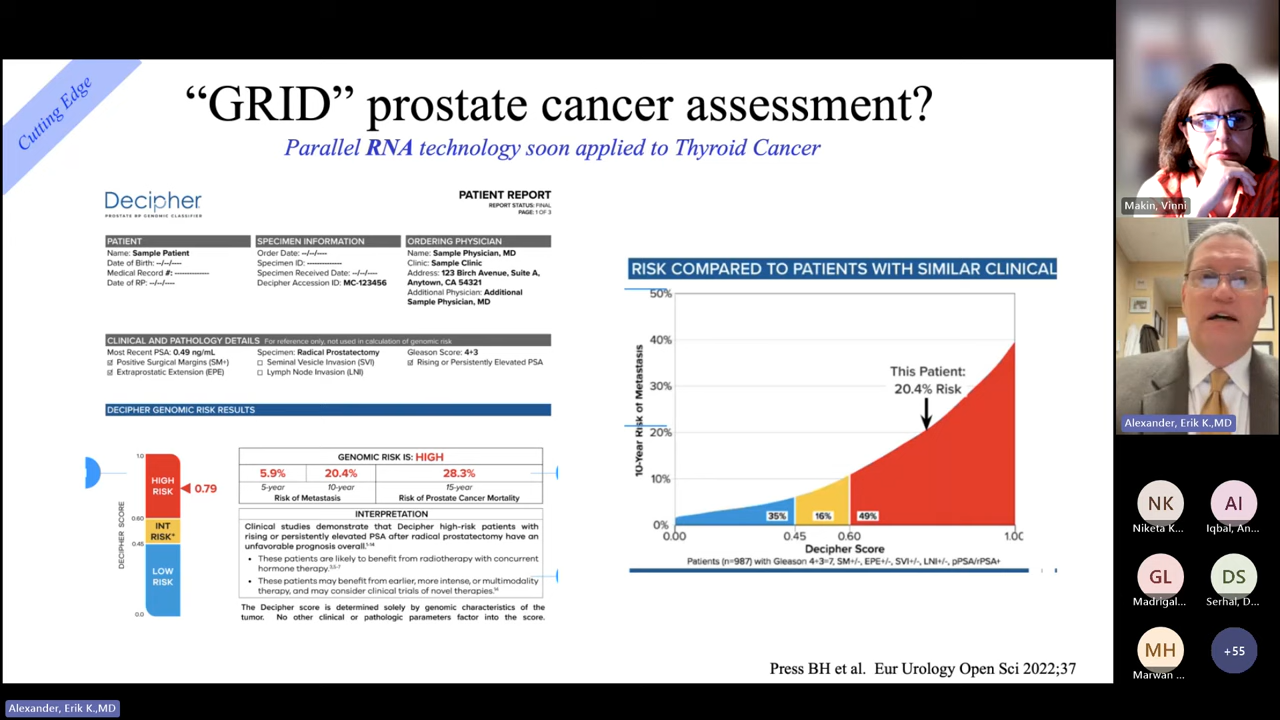 Cutting Edge
“GRID” prostate cancer assessment?
Parallel RNA technology soon applied to Thyroid Cancer
Decipher
PROSTATE RP GENOMIC CLASSIFIER
PATIENT REPORT
REPORT STATUS: FINAL
PAGE: 1 OF 3
PATIENT
Name: Sample Patient
Date of Birth: --/--/----
Medical Record #: -------------
Date of RP: --/--/----
SPECIMEN INFORMATION
Order Date: --/--/----
Specimen ID: -------------
Specimen Received Date: --/--/----
Decipher Accession ID: MC-123456
ORDERING PHYSICIAN
Name: Sample Physician, MD
Clinic: Sample Clinic
Address: 123 Birch Avenue, Suite A,
Anytown, CA 54321
Additional Physician: Additional
Sample Physician, MD
CLINICAL AND PATHOLOGY DETAILS For reference only, not used in calculation of genomic risk
Most Recent PSA: 0.49 ng/mL
Positive Surgical Margins (SM+)
Extraprostatic Extension (EPE)
Specimen: Radical Prostatectomy
Seminal Vesicle Invasion (SVI)
Lymph Node Invasion (LNI)
Gleason Score: 4+3
Rising or Persistently Elevated PSA
DECIPHER GENOMIC RISK RESULTS
DECIPHER SCORE
1.0
HIGH
RISK
0.79
0.60
INT
RISK*
0.45
LOW
RISK
0.0
GENOMIC RISK IS: HIGH
5.9% 20.4% 28.3%
5-year 10-year 15-year
Risk of Metastasis Risk of Prostate Cancer Mortality
INTERPRETATION
Clinical studies demonstrate that Decipher high-risk patients with
rising or persistently elevated PSA after radical prostatectomy have an
unfavorable prognosis overall.
• These patients are likely to benefit from radiotherapy with concurrent
hormone therapy.
• These patients may benefit from earlier, more intense, or multimodality
therapy, and may consider clinical trials of novel therapies.
The Decipher score is determined solely by genomic characteristics of the
tumor. No other clinical or pathologic parameters factor into the score.
RISK COMPARED TO PATIENTS WITH SIMILAR CLINICAL
10-Year Risk of Metastasis
50%
40%
30%
20%
10%
0%
This Patient:
20.4% Risk
35% 16% 49%
0.00 0.45 0.60 1.00
Decipher Score
Patients (n=987) with Gleason 4+3=7, SM+/-, EPE+/-, SVI+/-, LNI+/-, pPSA/rPSA+
Press BH et al. Eur Urology Open Sci 2022;37
Makin, Vinni
Alexander, Erik K.,MD
NK
Niketa K...
AI
Iqbal, An...
GL
Madrigal...
DS
Serhal, D...
MH
Marwan ...
+55
Alexander, Erik K.,MD